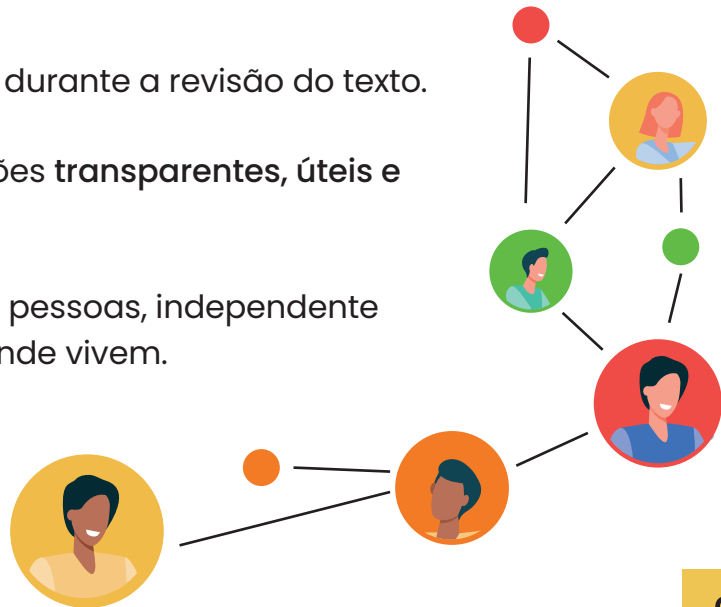 durante a revisão do texto.
ões transparentes, úteis e
pessoas, independente
nde vivem.